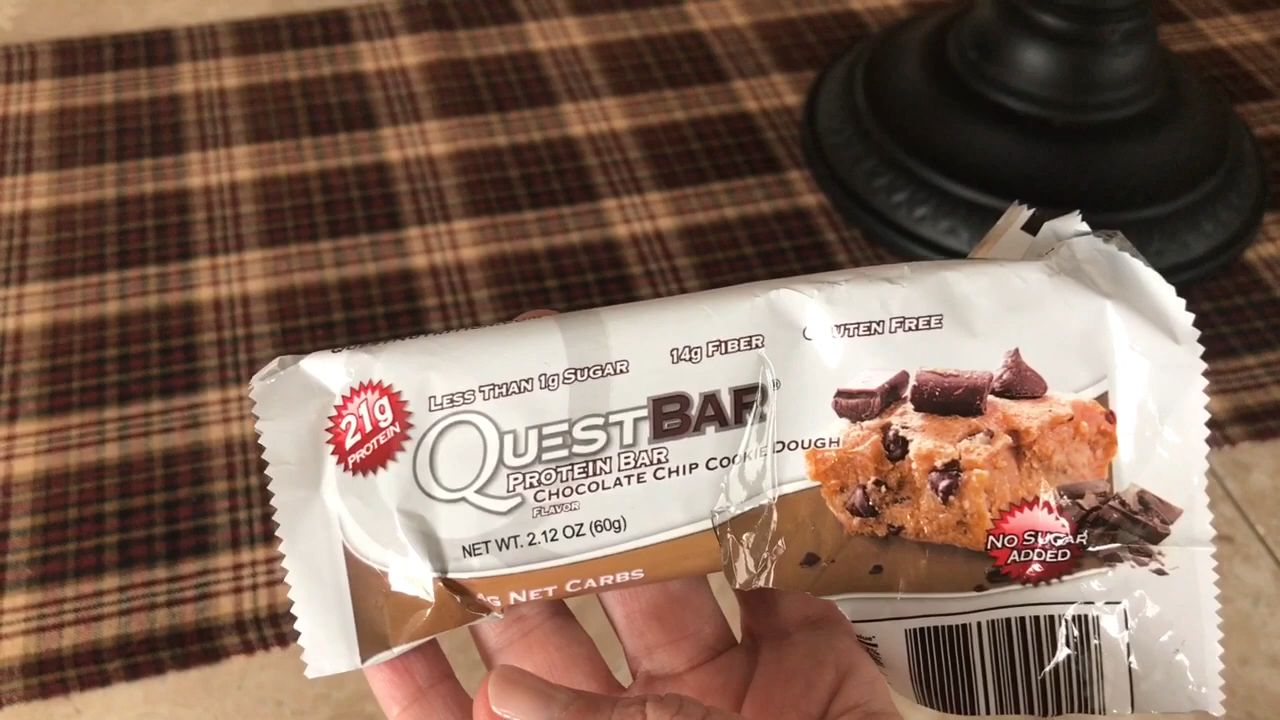 LESS THAN 1g SUGAR
14g FIBER
GLUTEN FREE
21g
PROTEIN
QUESTBAR®
PROTEIN BAR
CHOCOLATE CHIP COOKIE DOUGH
FLAVOR
NET WT. 2.12 OZ (60g)
g NET CARBS
NO SUGAR
ADDED